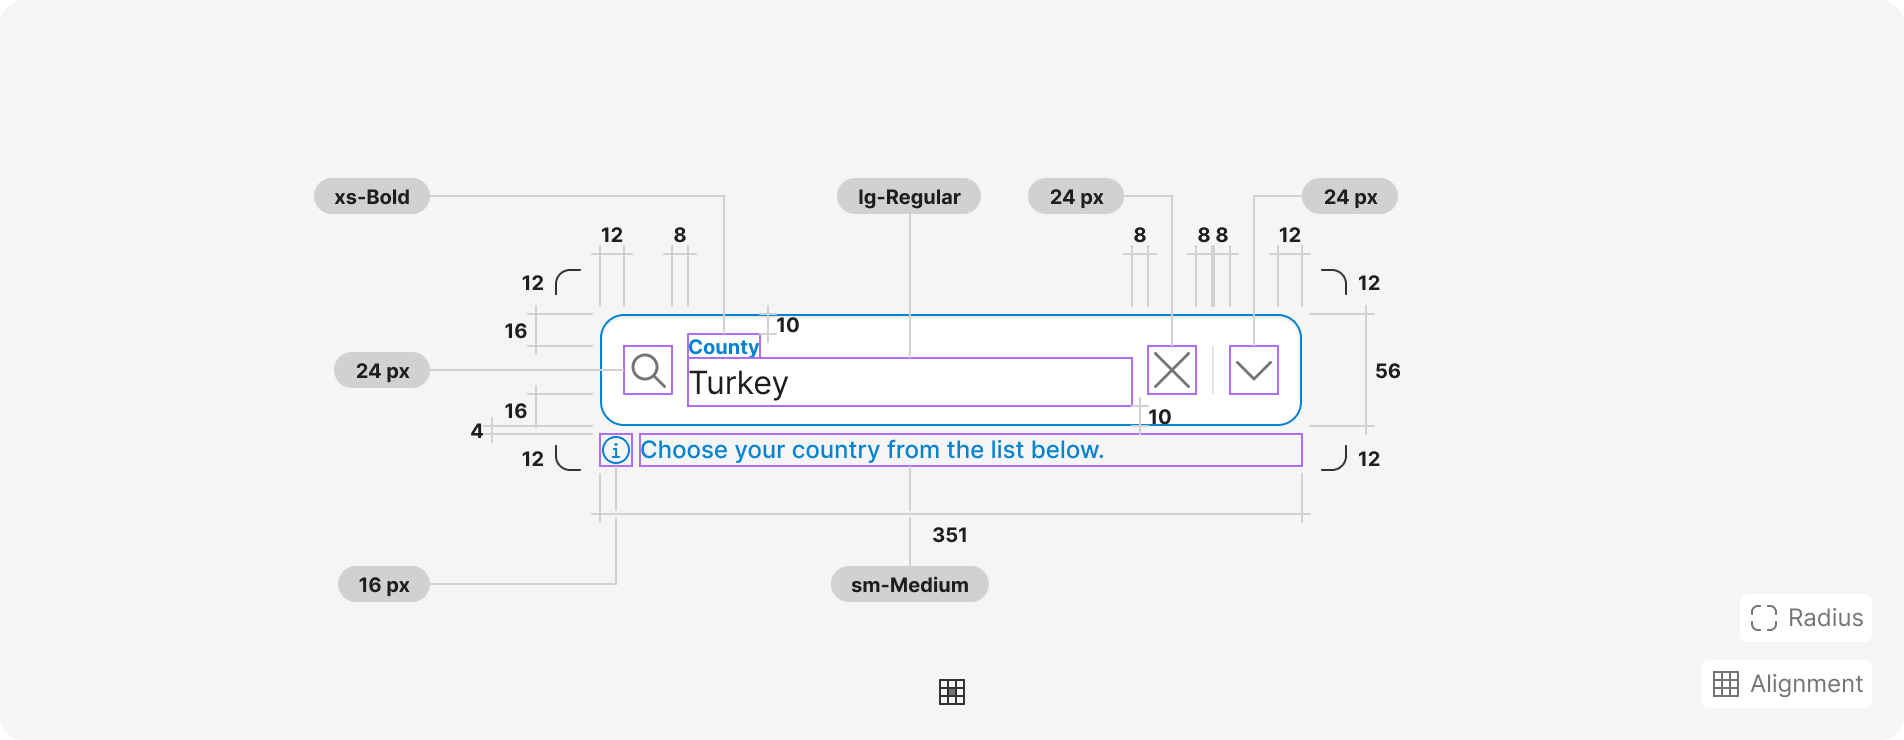 xs-Bold
lg-Regular
24 px
24 px
12
8
8
8 8
12
12
12
16
10
County
24 px
Turkey
56
16
10
4
Choose your country from the list below.
12
12
351
16 px
sm-Medium
Radius
Alignment